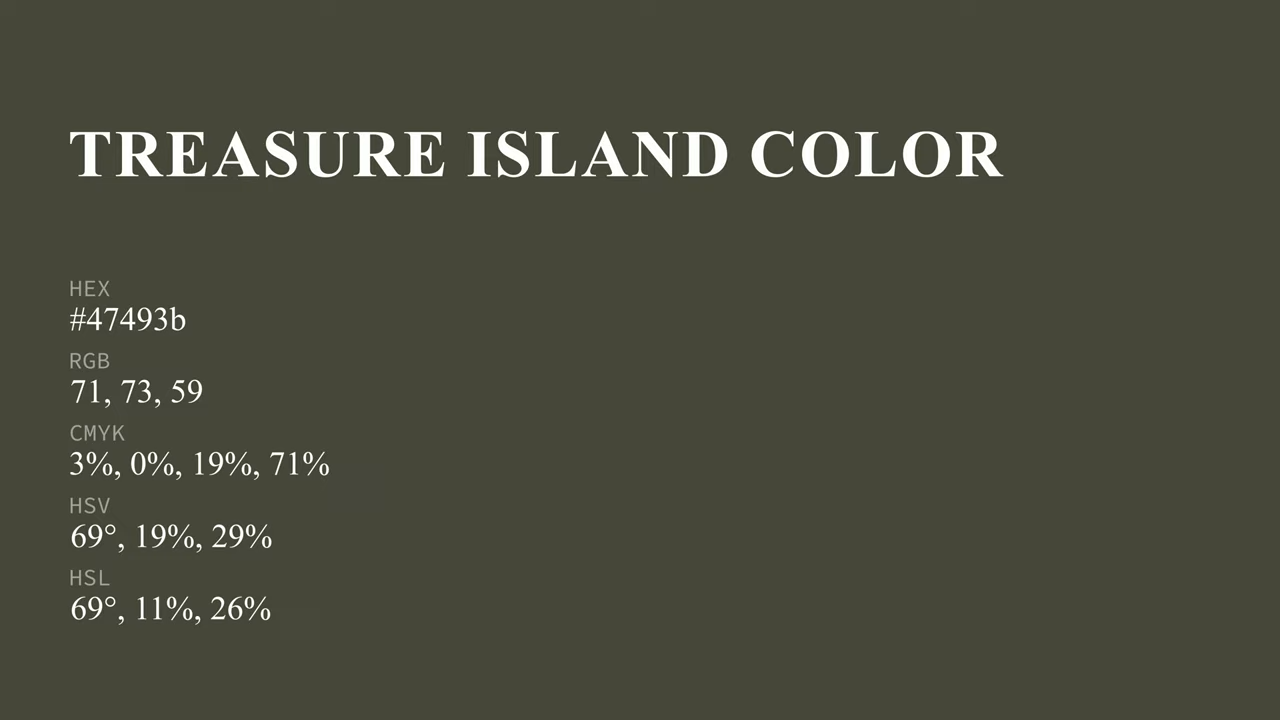 TREASURE ISLAND COLOR
HEX
#47493b
RGB
71, 73, 59
CMYK
3%, 0%, 19%, 71%
HSV
69°, 19%, 29%
HSL
69°, 11%, 26%